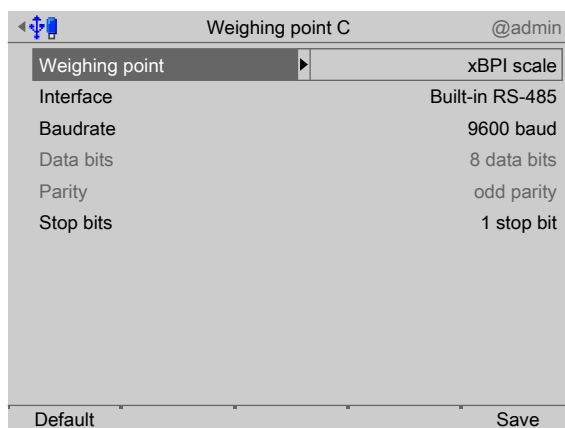 Weighing point C @admin
Weighing point xBPI scale
Interface Built-in RS-485
Baudrate 9600 baud
Data bits 8 data bits
Parity odd parity
Stop bits 1 stop bit
Default Save